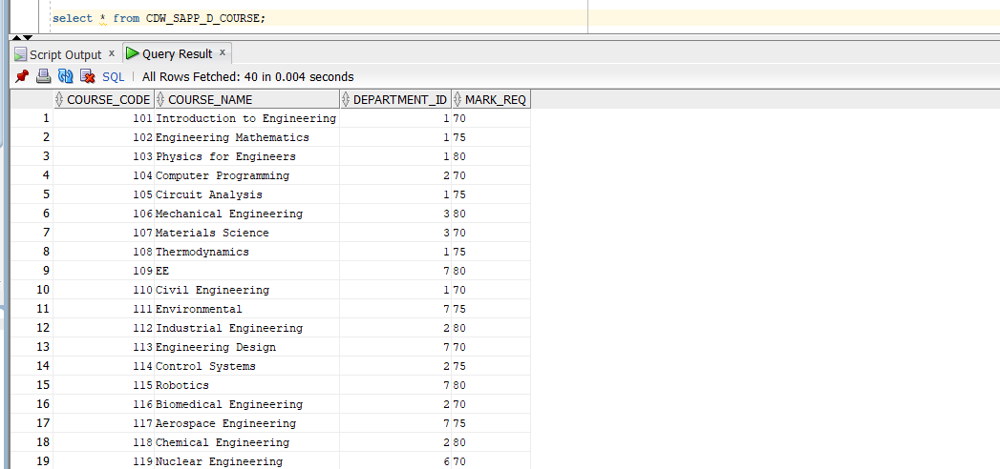 select * from CDW_SAPP_D_COURSE;
Script Output x Query Result x
SQL | All Rows Fetched: 40 in 0.004 seconds
COURSE_CODE COURSE_NAME DEPARTMENT_ID MARK_REQ
1 101 Introduction to Engineering 1 70
2 102 Engineering Mathematics 1 75
3 103 Physics for Engineers 1 80
4 104 Computer Programming 2 70
5 105 Circuit Analysis 1 75
6 106 Mechanical Engineering 3 80
7 107 Materials Science 3 70
8 108 Thermodynamics 1 75
9 109 EE 7 80
10 110 Civil Engineering 1 70
11 111 Environmental 7 75
12 112 Industrial Engineering 2 80
13 113 Engineering Design 7 70
14 114 Control Systems 2 75
15 115 Robotics 7 80
16 116 Biomedical Engineering 2 70
17 117 Aerospace Engineering 7 75
18 118 Chemical Engineering 2 80
19 119 Nuclear Engineering 6 70